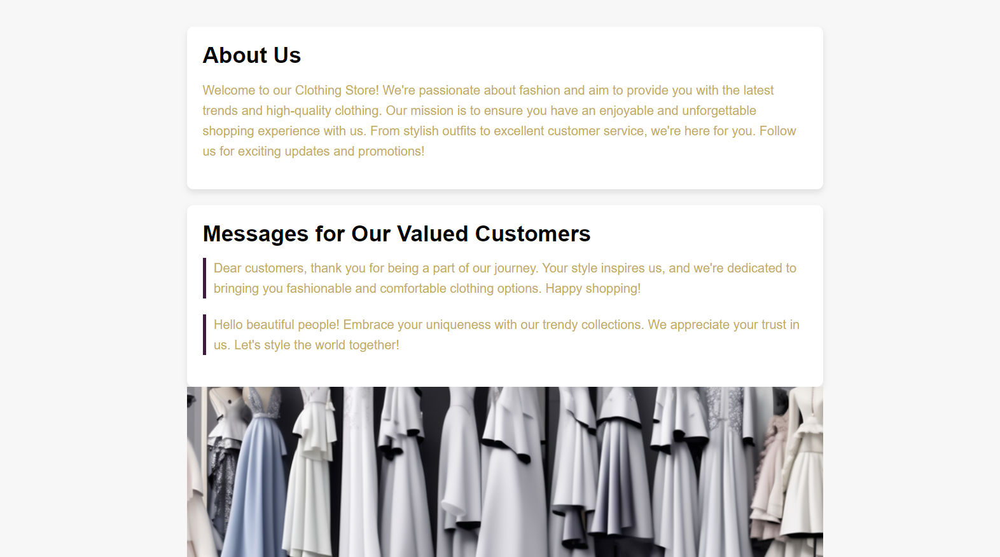 About Us
Welcome to our Clothing Store! We're passionate about fashion and aim to provide you with the latest
trends and high-quality clothing. Our mission is to ensure you have an enjoyable and unforgettable
shopping experience with us. From stylish outfits to excellent customer service, we're here for you. Follow
us for exciting updates and promotions!
Messages for Our Valued Customers
Dear customers, thank you for being a part of our journey. Your style inspires us, and we're dedicated to
bringing you fashionable and comfortable clothing options. Happy shopping!
Hello beautiful people! Embrace your uniqueness with our trendy collections. We appreciate your trust in
us. Let's style the world together!